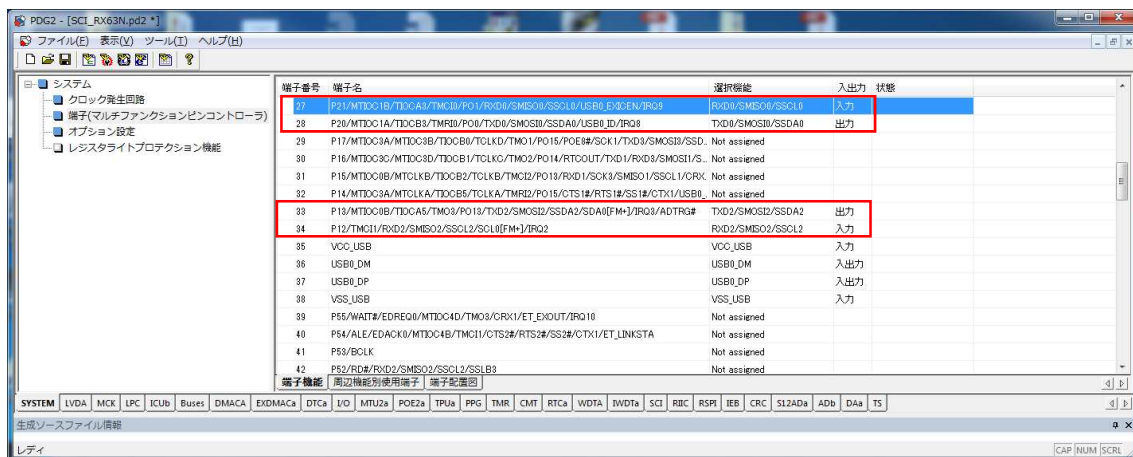 PDG2 - [SCI_RX63N.pd2 *]
ファイル(F) 表示(V) ツール(T) ヘルプ(H)
システム
クロック発生回路
端子(マルチファンクションピンコントローラ)
オプション設定
レジスタライトプロテクション機能
端子番号 端子名 選択機能 入出力 状態
27 P21/MTIOC1B/TIOCA3/TMCI0/PO1/RXD0/SMISO0/SSCL0/USB0_EXICEN/IRQ9 RXD0/SMISO0/SSCL0 入力
28 P20/MTIOC1A/TIOCB3/TMRI0/PO0/TXD0/SMOSI0/SSDA0/USB0_ID/IRQ8 TXD0/SMOSI0/SSDA0 出力
29 P17/MTIOC3A/MTIOC3B/TIOCB0/TCLKD/TMO1/PO15/POE8#/SCK1/TXD3/SMOSI3/SSD.. Not assigned
30 P16/MTIOC3C/MTIOC3D/TIOCB1/TCLKC/TMO2/PO14/RTCOUT/TXD1/RXD3/SMOSI1/S... Not assigned
31 P15/MTIOC0B/MTCLKB/TIOCB2/TCLKB/TMCI2/PO13/RXD1/SCK3/SMISO1/SSCL1/CRX.. Not assigned
32 P14/MTIOC3A/MTCLKA/TIOCB5/TCLKA/TMRI2/PO15/CTS1#/RTS1#/SS1#/CTX1/USB0_.. Not assigned
33 P13/MTIOC0B/TIOCA5/TMO3/PO13/TXD2/SMOSI2/SSDA2/SDA0[FM+]/IRQ3/ADTRG# TXD2/SMOSI2/SSDA2 出力
34 P12/TMCI1/RXD2/SMISO2/SSCL2/SCL0[FM+]/IRQ2 RXD2/SMISO2/SSCL2 入力
35 VCC_USB VCC_USB 入力
36 USB0_DM USB0_DM 入出力
37 USB0_DP USB0_DP 入出力
38 VSS_USB VSS_USB 入力
39 P55/WAIT#/EDREQ0/MTIOC4D/TMO3/CRX1/ET_EXOUT/IRQ10 Not assigned
40 P54/ALE/EDACK0/MTIOC4B/TMCI1/CTS2#/RTS2#/SS2#/CTX1/ET_LINKSTA Not assigned
41 P53/BCLK Not assigned
42 P52/RD#/RXD2/SMISO2/SSCL2/SSLB3 Not assigned
端子機能 周辺機能別使用端子 端子配置図
SYSTEM LVDA MCK LPC ICUb Buses DMACA EXDMACa DTCa I/O MTU2a POE2a TPUa PPG TMR CMT RTCa WDTA IWDTa SCI RIIC RSPI IEB CRC S12ADa ADb DAa TS
生成ソースファイル情報
レディ
CAP NUM SCRL